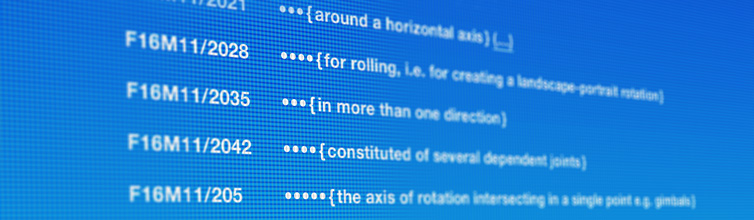 /2021 •••{around a horizontal axis}
F16M11/2028 ••••{for rolling, i.e. for creating a landscape-portrait rotation}
F16M11/2035 •••{in more than one direction}
F16M11/2042 ••••{constituted of several dependent joints}
F16M11/205 •••••{the axis of rotation intersecting in a single point e.g. gimbals}